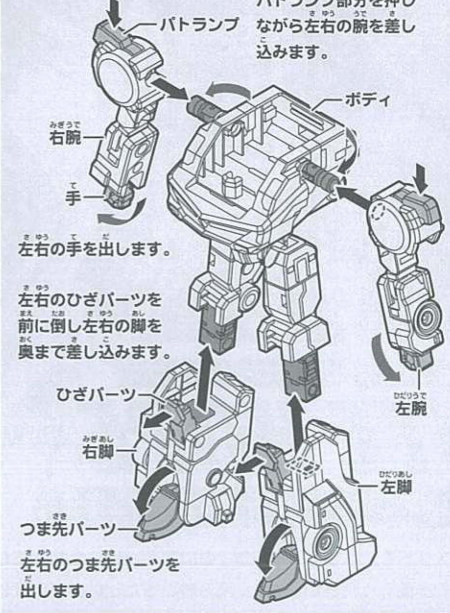 パトランプ部分を押し
ながら左右の腕を差し
込みます。
パトランプ
ボディ
右腕
手
左右の手を出します。
左右のひざパーツを
前に倒し左右の脚を
奥まで差し込みます。
ひざパーツ
右脚
左腕
左脚
つま先パーツ
左右のつま先パーツを
出します。